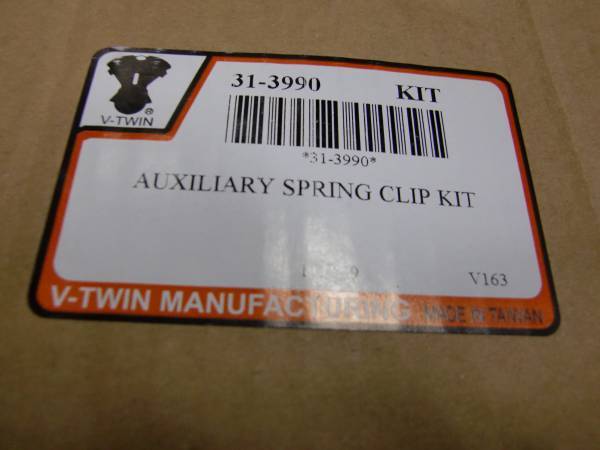 31-3990 KIT
V-TWIN
®
*31-3990*
AUXILIARY SPRING CLIP KIT
V163
V-TWIN MANUFACTURING MADE IN TAIWAN